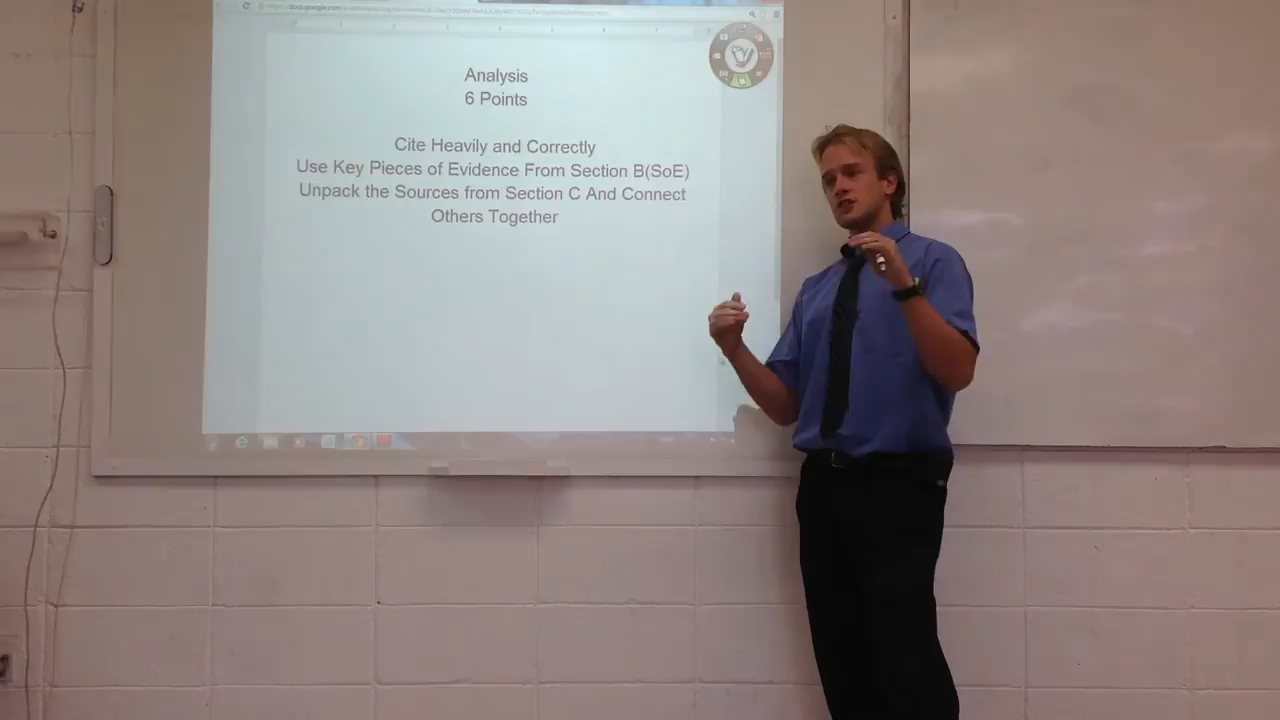 Analysis
6 Points
Cite Heavily and Correctly
Use Key Pieces of Evidence From Section B(SoE)
Unpack the Sources from Section C And Connect
Others Together